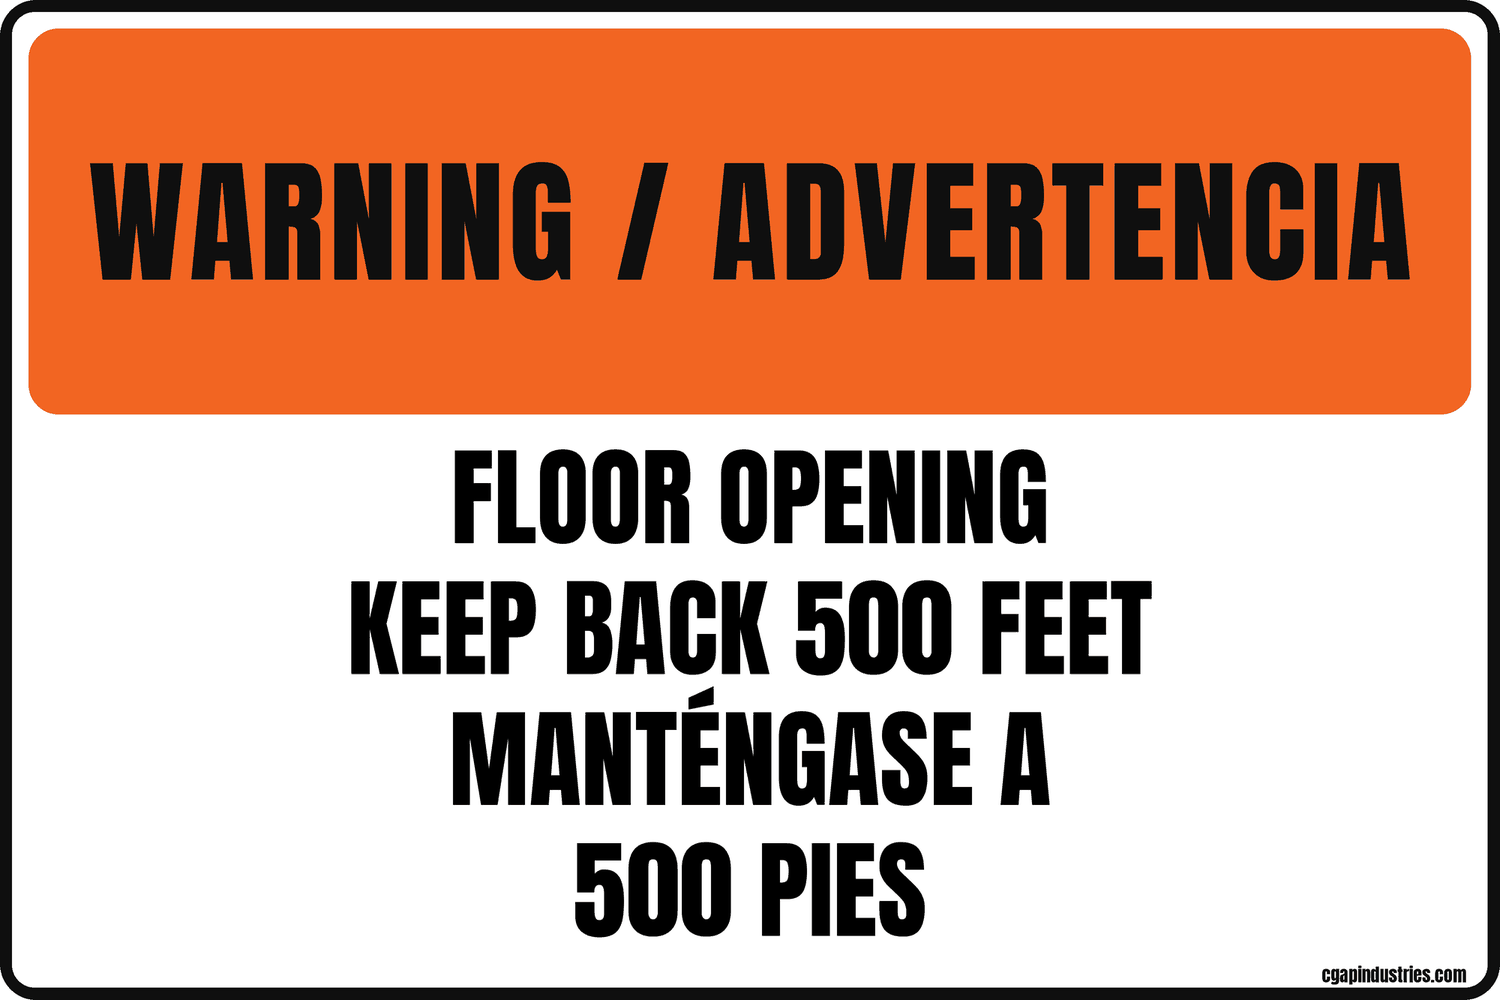 WARNING / ADVERTENCIA
FLOOR OPENING
KEEP BACK 500 FEET
MANTÉNGASE A
500 PIES
cgapindustries.com